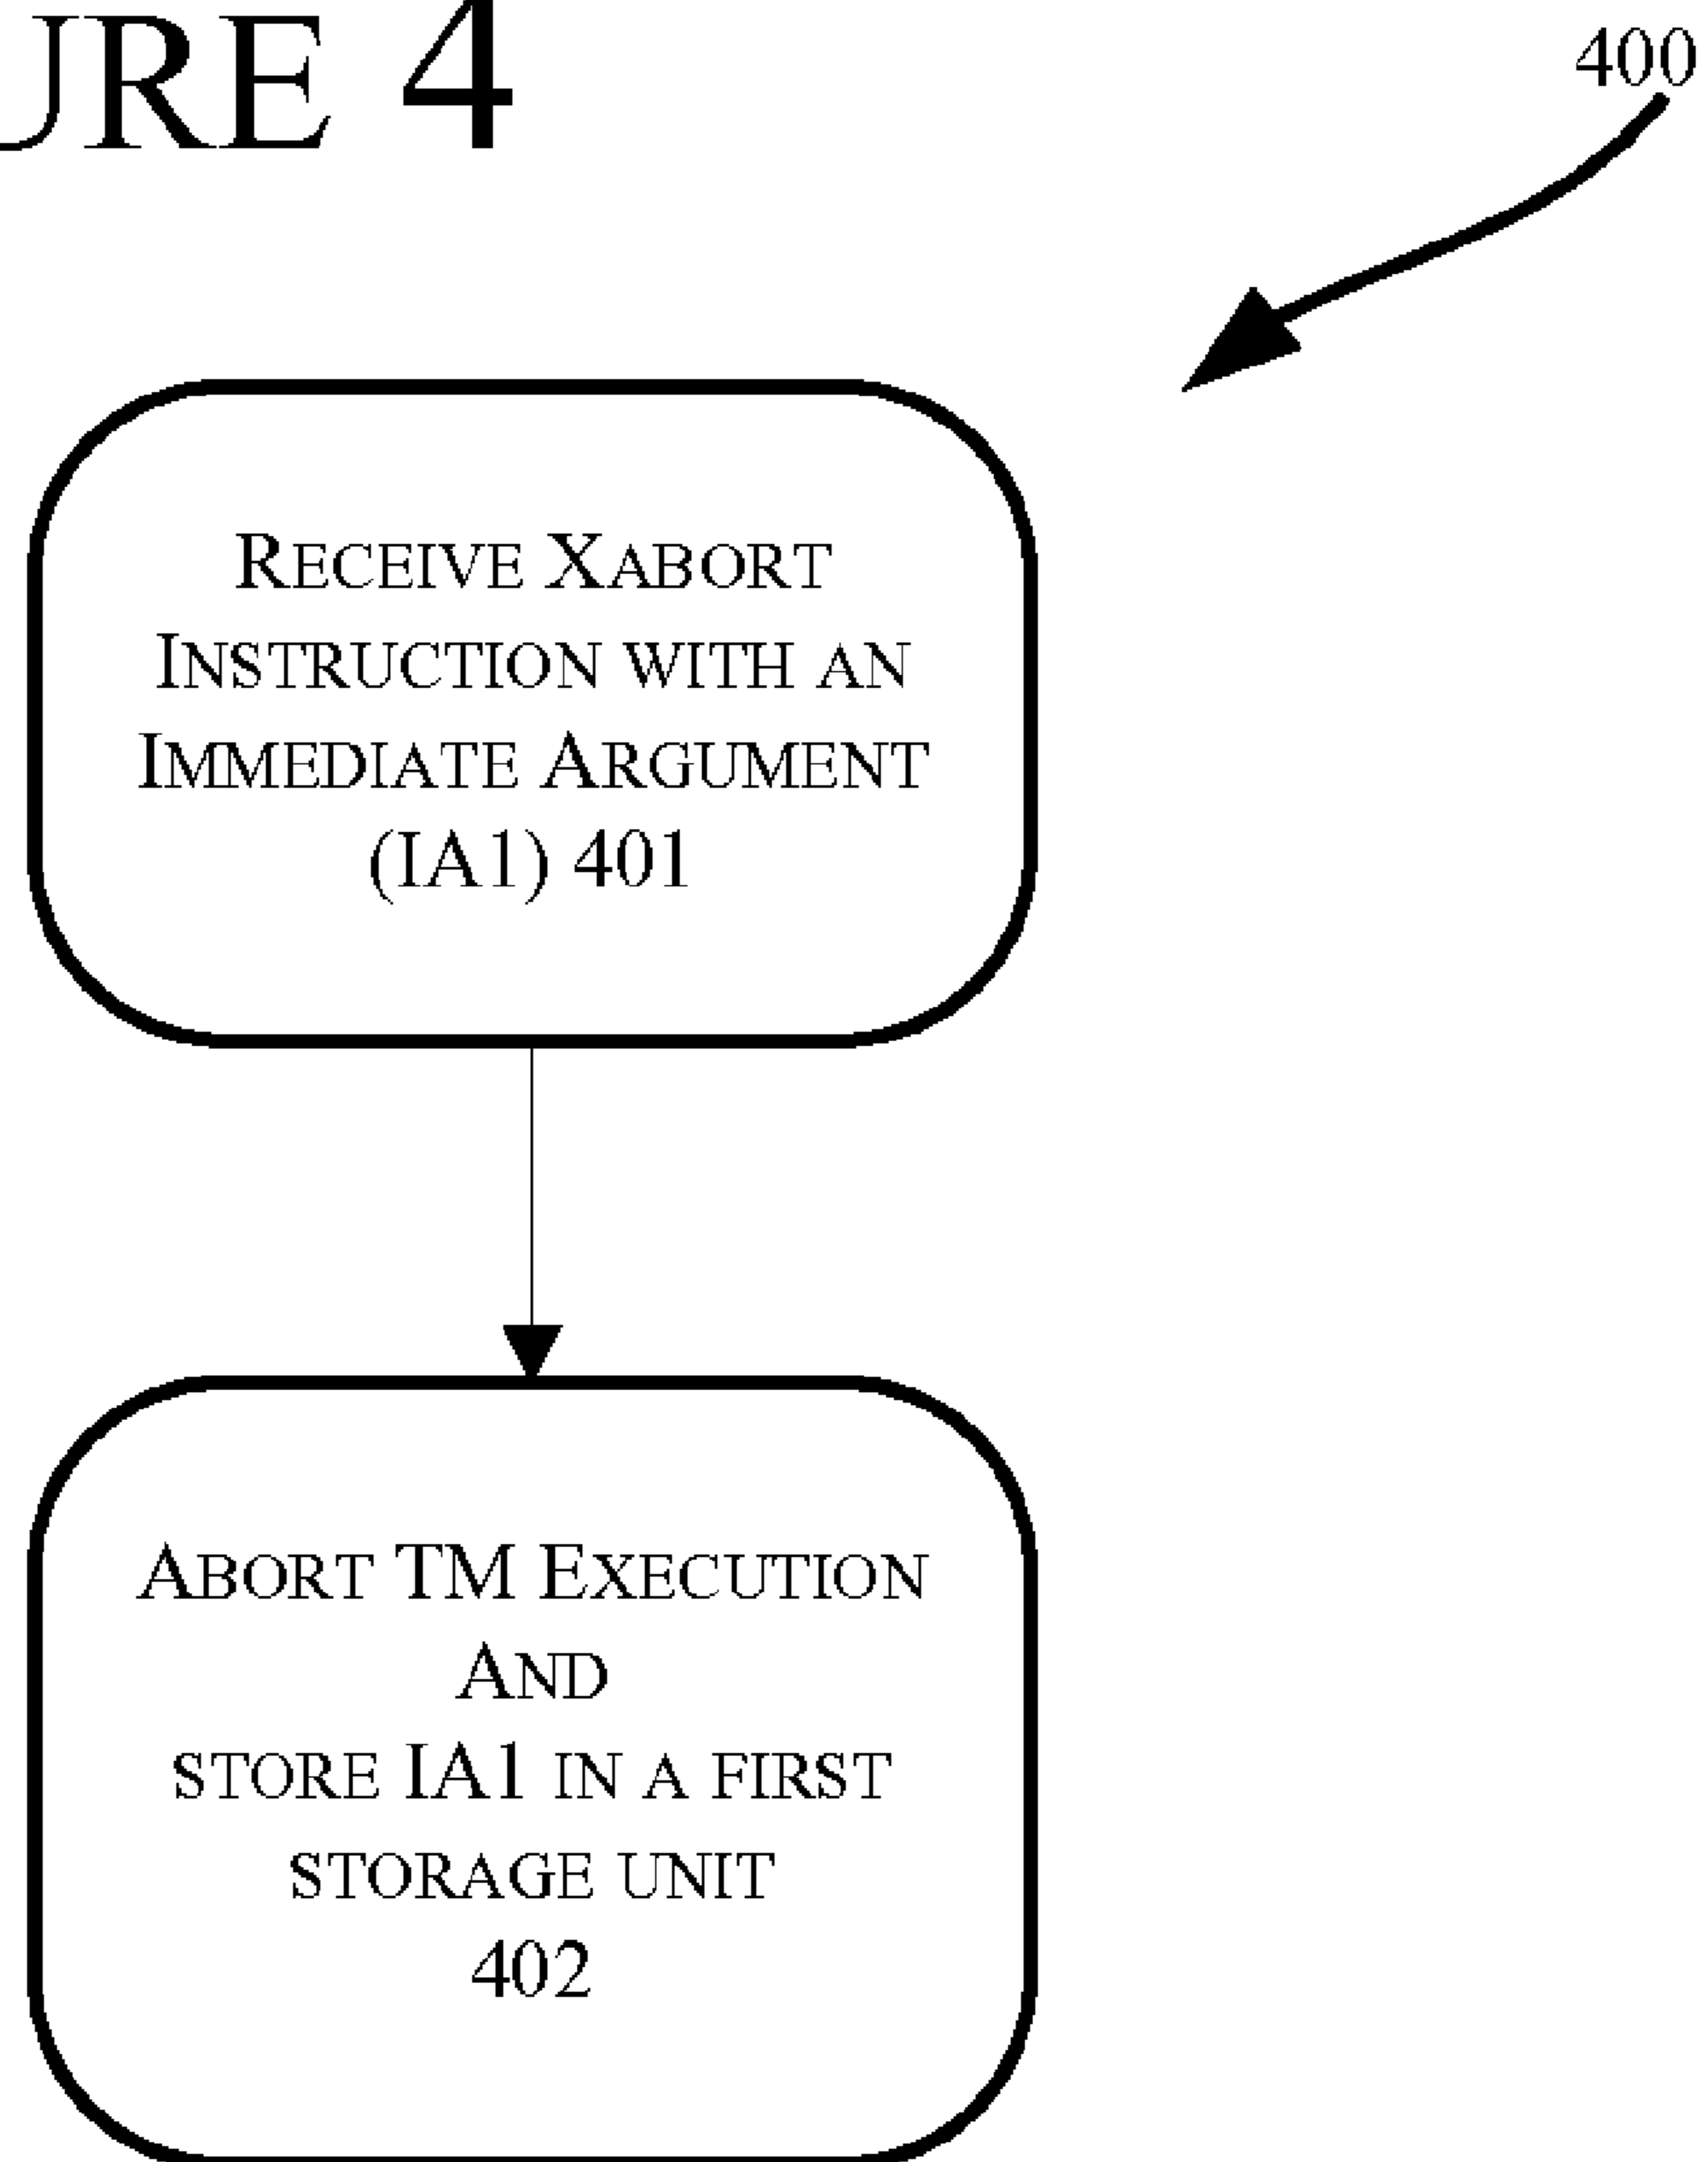 URE 4
400
RECEIVE XABORT
INSTRUCTION WITH AN
IMMEDIATE ARGUMENT
(IA1) 401
ABORT TM EXECUTION
AND
STORE IA1 IN A FIRST
STORAGE UNIT
402